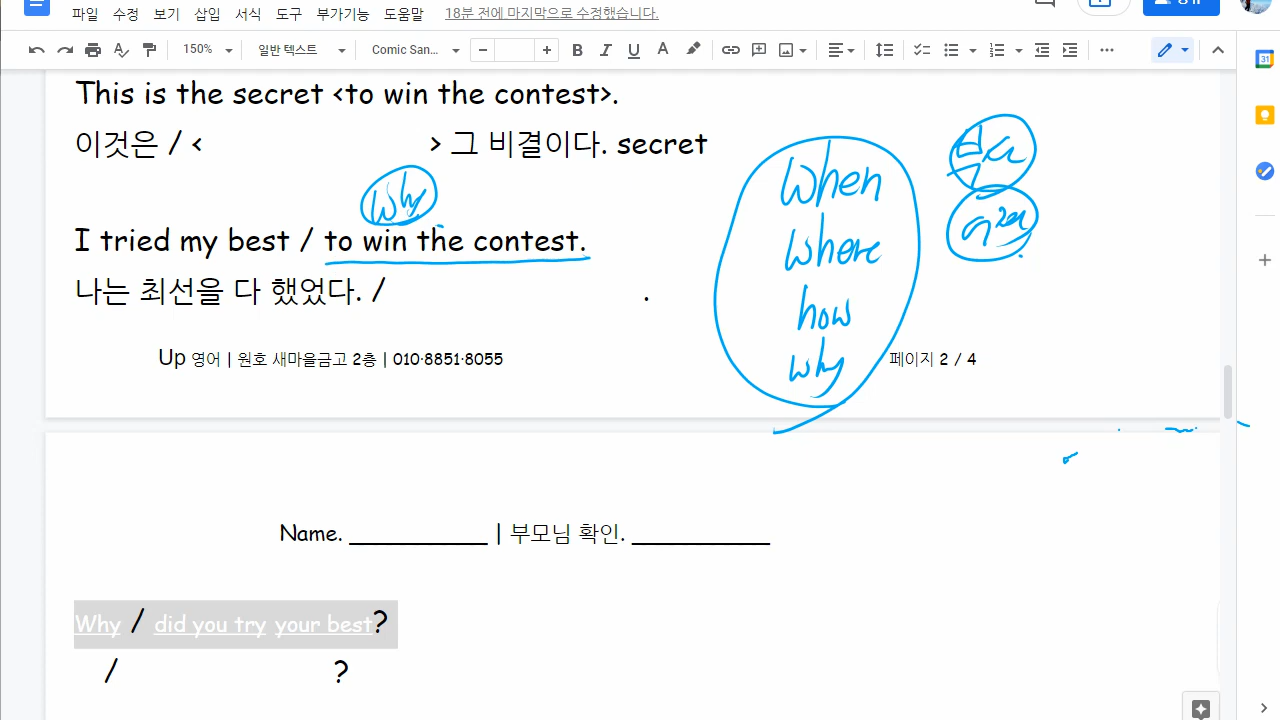 파일 수정 보기 삽입 서식 도구 부가기능 도움말 18분 전에 마지막으로 수정했습니다.
150% 일반 텍스트 Comic San... − + B I U A
This is the secret <to win the contest>.
이것은 / < > 그 비결이다. secret
why
I tried my best / to win the contest.
나는 최선을 다 했었다. / .
when
where
how
why
부사
Up 영어 | 원호 새마을금고 2층 | 010·8851·8055 페이지 2 / 4
Name. ____________ | 부모님 확인. ____________
Why / did you try your best?
/ ?
31